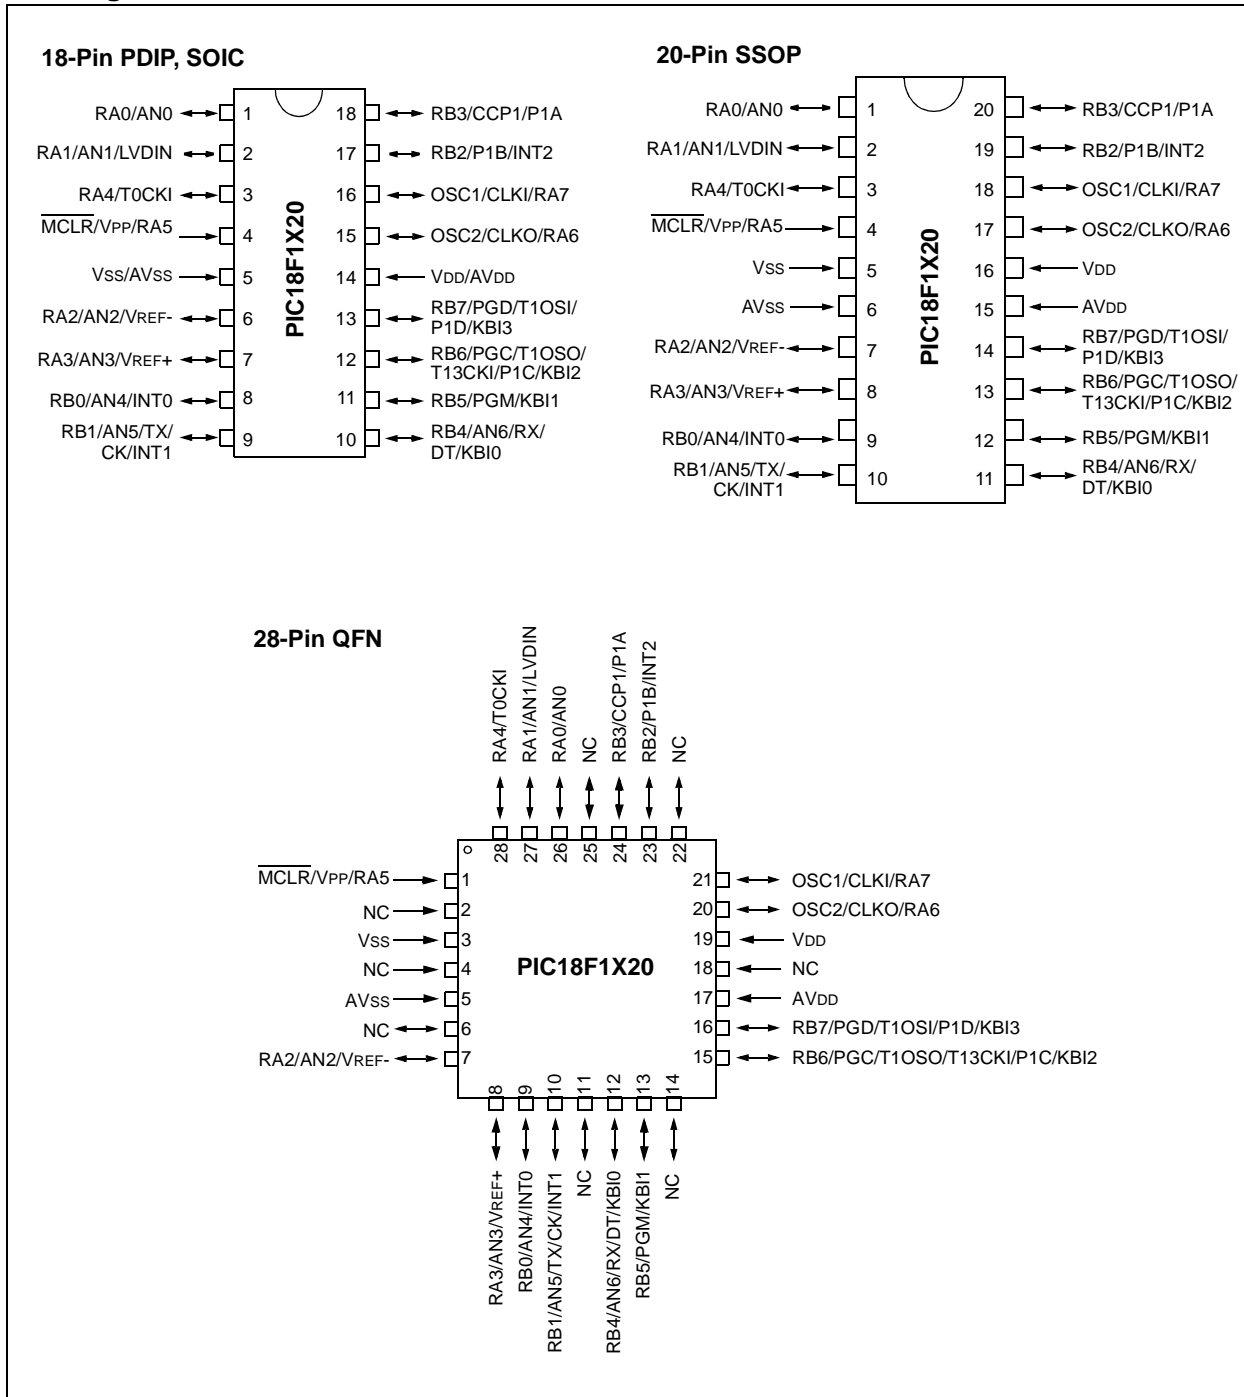 18-Pin PDIP, SOIC
RA0/AN0 1 18 RB3/CCP1/P1A
RA1/AN1/LVDIN 2 17 RB2/P1B/INT2
RA4/T0CKI 3 16 OSC1/CLKI/RA7
MCLR/VPP/RA5 4 15 OSC2/CLKO/RA6
VSS/AVSS 5 14 VDD/AVDD
RA2/AN2/VREF- 6 13 RB7/PGD/T1OSI/
P1D/KBI3
RA3/AN3/VREF+ 7 12 RB6/PGC/T1OSO/
T13CKI/P1C/KBI2
RB0/AN4/INT0 8 11 RB5/PGM/KBI1
RB1/AN5/TX/ 9 10 RB4/AN6/RX/
CK/INT1 DT/KBI0
PIC18F1X20
20-Pin SSOP
RA0/AN0 1 20 RB3/CCP1/P1A
RA1/AN1/LVDIN 2 19 RB2/P1B/INT2
RA4/T0CKI 3 18 OSC1/CLKI/RA7
MCLR/VPP/RA5 4 17 OSC2/CLKO/RA6
VSS 5 16 VDD
AVSS 6 15 AVDD
RA2/AN2/VREF- 7 14 RB7/PGD/T1OSI/
P1D/KBI3
RA3/AN3/VREF+ 8 13 RB6/PGC/T1OSO/
T13CKI/P1C/KBI2
RB0/AN4/INT0 9 12 RB5/PGM/KBI1
RB1/AN5/TX/ 10 11 RB4/AN6/RX/
CK/INT1 DT/KBI0
PIC18F1X20
28-Pin QFN
RA4/T0CKI 28
RA1/AN1/LVDIN 27
RA0/AN0 26
NC 25
RB3/CCP1/P1A 24
RB2/P1B/INT2 23
NC 22
MCLR/VPP/RA5 1
NC 2
VSS 3
NC 4
AVSS 5
NC 6
RA2/AN2/VREF- 7
PIC18F1X20
21 OSC1/CLKI/RA7
20 OSC2/CLKO/RA6
19 VDD
18 NC
17 AVDD
16 RB7/PGD/T1OSI/P1D/KBI3
15 RB6/PGC/T1OSO/T13CKI/P1C/KBI2
8 RA3/AN3/VREF+
9 RB0/AN4/INT0
10 RB1/AN5/TX/CK/INT1
11 NC
12 RB4/AN6/RX/DT/KBI0
13 RB5/PGM/KBI1
14 NC